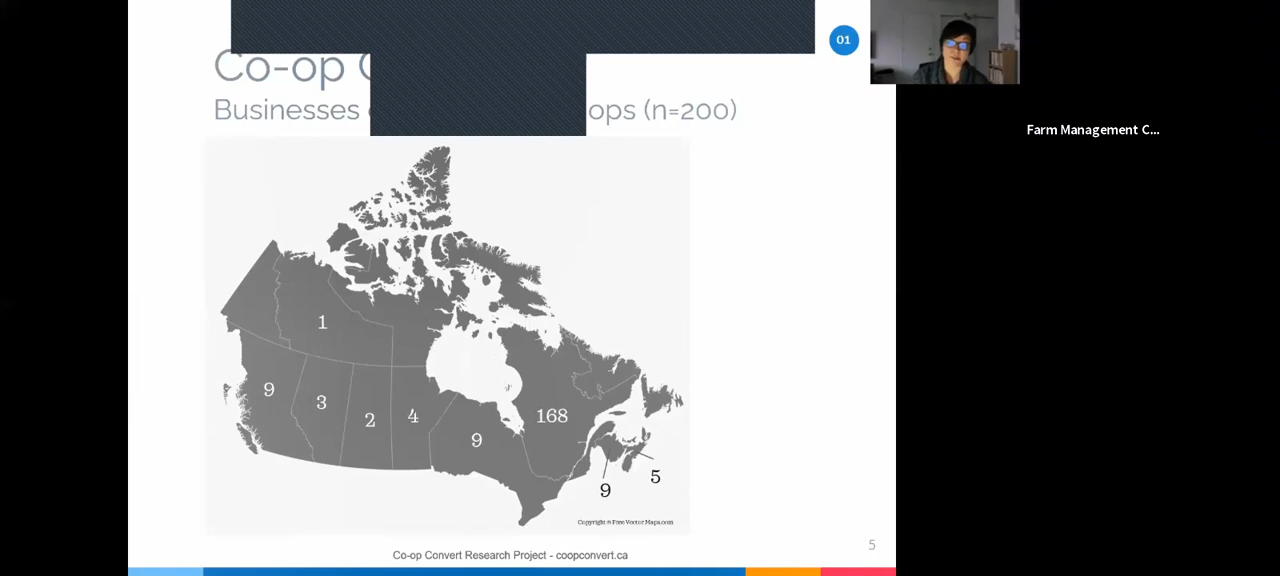 01
Co-op
Businesses ops (n=200)
Farm Management C...
1
9
3
2
4
9
168
5
9
Copyright © Free Vector Maps.com
5
Co-op Convert Research Project - coopconvert.ca